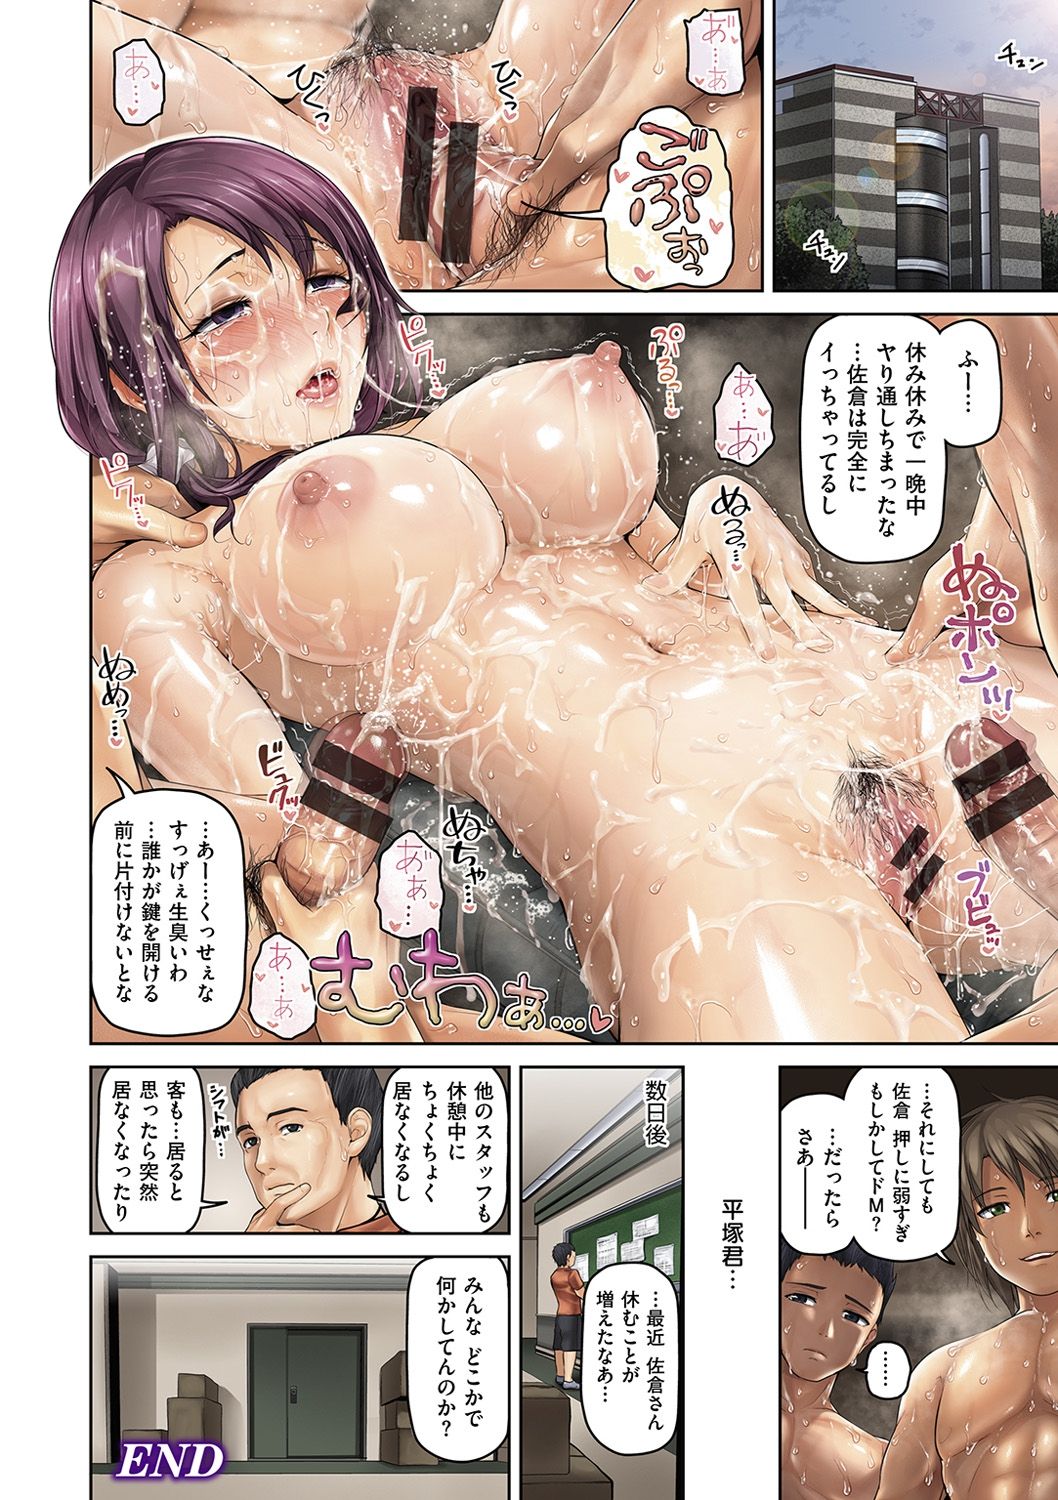 チュン
チュン
あ゙…ぁ
ひくっ
ごぷぉっ
ひくっ
あ゙…
ふー…
休み休みで一晩中
ヤり通しちまったな
…佐倉は完全に
イっちゃってるし
ぬポンッ
ぷるっ…
あ…お゙
ぬるっ…
ピクッ…
ピクッ…
ぬめっ…
ビュクッ
ぬちゃ…
ブビュッ
お゙ぁ…
あ…ぁ
むわぁ…
…あー…くっせぇな
すっげぇ生臭いわ
…誰かが鍵を開ける
前に片付けないとな
…それにしても
佐倉 押しに弱すぎ
もしかしてドM?
…だったら
さあ――
……
平塚君…
数日後
…最近 佐倉さん
休むことが
増えたなあ…
他のスタッフも
休憩中に
ちょくちょく
居なくなるし
シフトが…
客も…居ると
思ったら突然
居なくなったり
みんな どこかで
何かしてんのか?
END